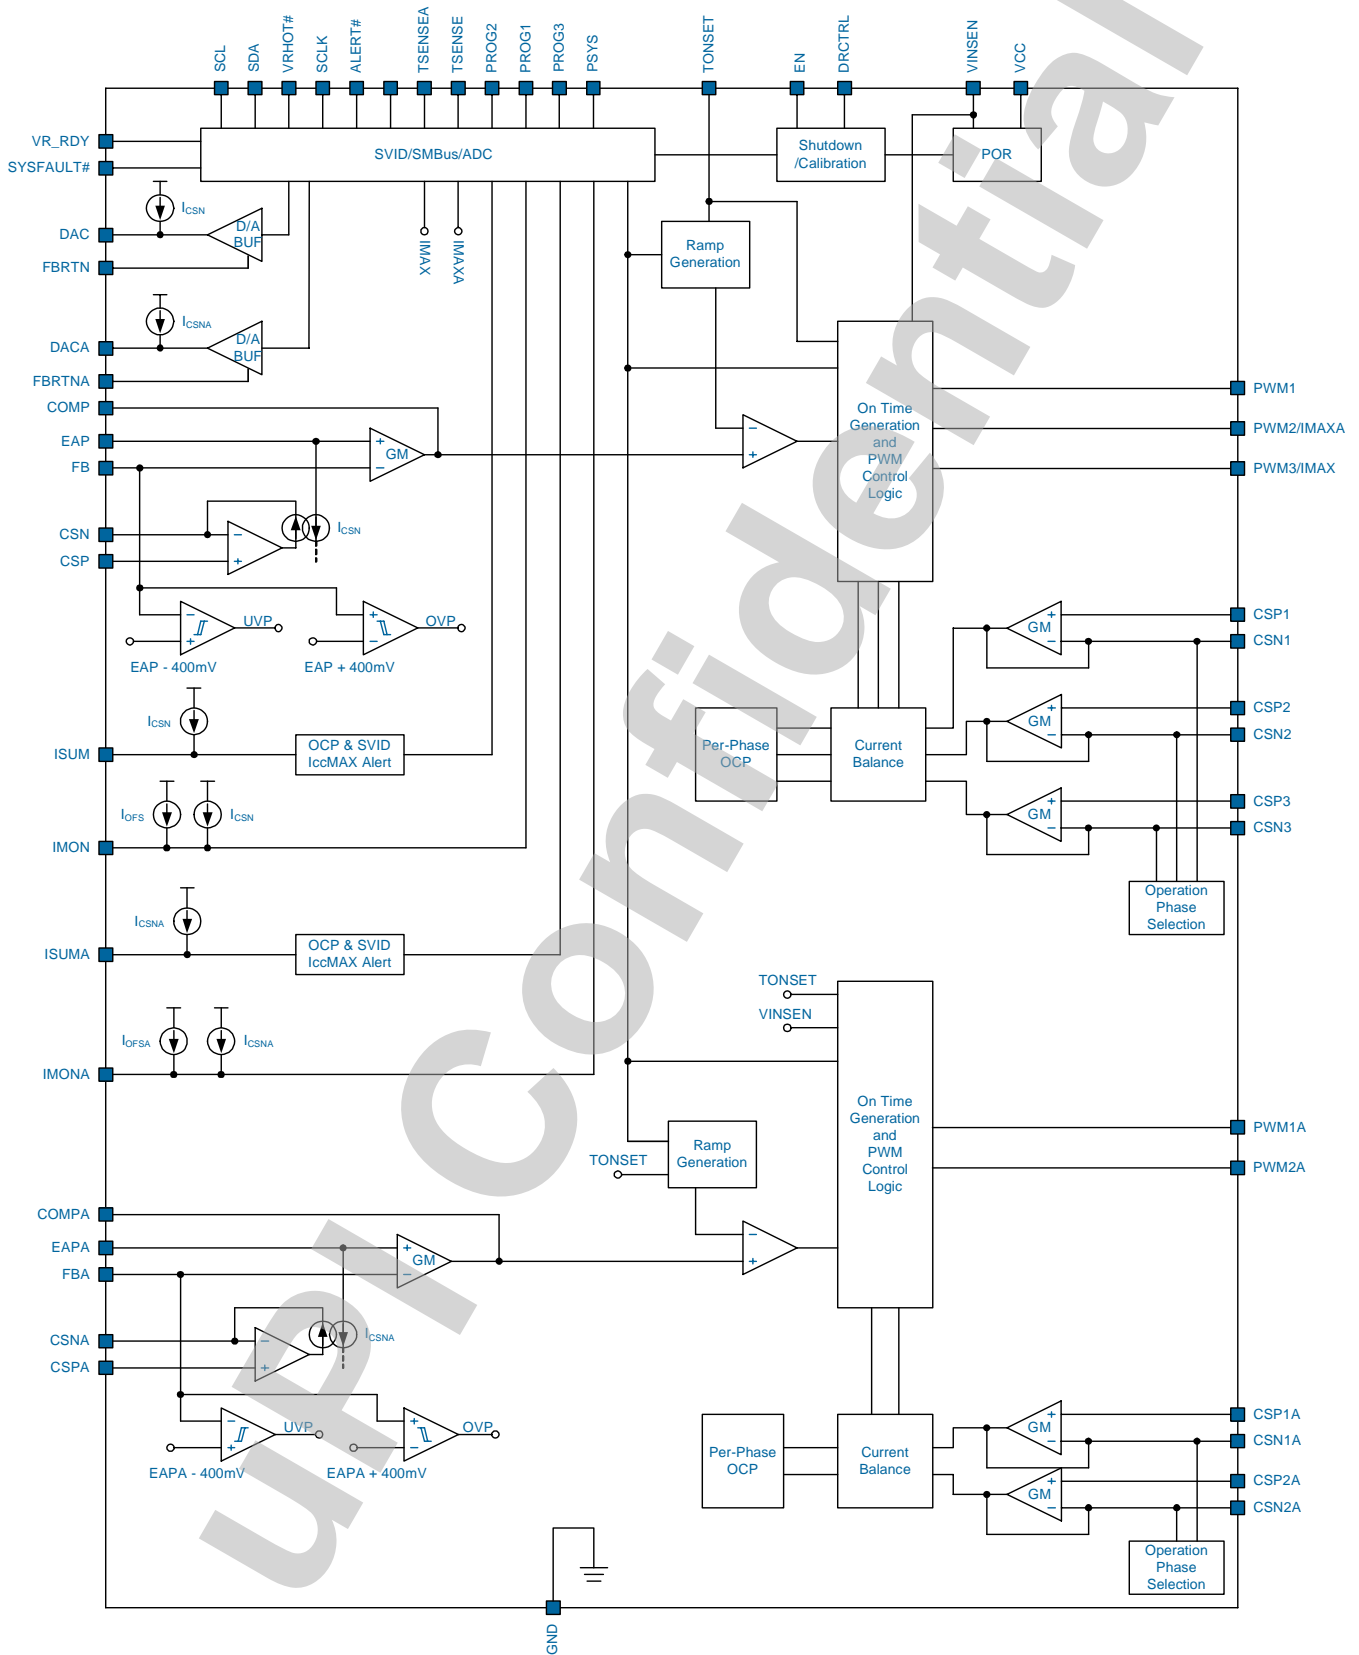 SCL
SDA
VRHOT#
SCLK
ALERT#
TSENSEA
TSENSE
PROG2
PROG1
PROG3
PSYS
TONSET
EN
DRCTRL
VINSEN
VCC
VR_RDY
SYSFAULT#
SVID/SMBus/ADC
Shutdown
/Calibration
POR
ICSN
DAC
D/A
BUF
FBRTN
IMAX
IMAXA
Ramp
Generation
ICSNA
DACA
D/A
BUF
FBRTNA
COMP
EAP
FB
+
GM
−
−
+
On Time
Generation
and
PWM
Control
Logic
PWM1
PWM2/IMAXA
PWM3/IMAX
CSN
CSP
−
+
ICSN
−
+
UVP
EAP - 400mV
+
−
OVP
EAP + 400mV
CSP1
CSN1
+
GM
−
CSP2
CSN2
+
GM
−
CSP3
CSN3
+
GM
−
ICSN
ISUM
OCP & SVID
IccMAX Alert
Per-Phase
OCP
Current
Balance
IOFS
ICSN
IMON
Operation
Phase
Selection
ICSNA
ISUMA
OCP & SVID
IccMAX Alert
TONSET
VINSEN
IOFSA
ICSNA
IMONA
On Time
Generation
and
PWM
Control
Logic
Ramp
Generation
TONSET
PWM1A
PWM2A
COMPA
EAPA
FBA
+
GM
−
−
+
CSNA
CSPA
−
+
ICSNA
−
+
UVP
EAPA - 400mV
+
−
OVP
EAPA + 400mV
Per-Phase
OCP
Current
Balance
CSP1A
CSN1A
+
GM
−
CSP2A
CSN2A
+
GM
−
Operation
Phase
Selection
GND
uPI Confidential